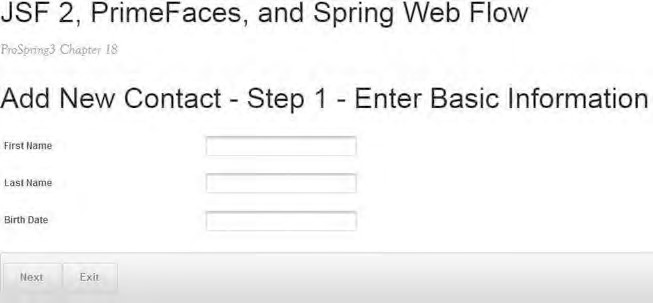 JSF 2, PrimeFaces, and Spring Web Flow
ProSpring3 Chapter 18
Add New Contact - Step 1 - Enter Basic Information
First Name
Last Name
Birth Date
Next Exit